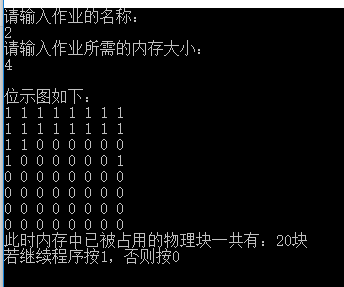 请输入作业的名称：
2
请输入作业所需的内存大小：
4
位示图如下：
1 1 1 1 1 1 1 1
1 1 1 1 1 1 1 1
1 1 0 0 0 0 0 0
1 0 0 0 0 0 0 1
0 0 0 0 0 0 0 0
0 0 0 0 0 0 0 0
0 0 0 0 0 0 0 0
0 0 0 0 0 0 0 0
此时内存中已被占用的物理块一共有：20块
若继续程序按1，否则按0